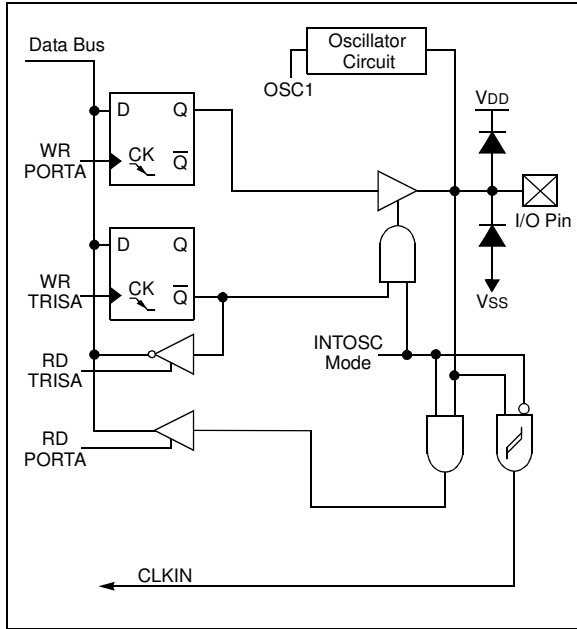 Data Bus
Oscillator
Circuit
OSC1
VDD
D
Q
WR
PORTA
CK
Q
I/O Pin
D
Q
WR
TRISA
CK
Q
VSS
RD
TRISA
INTOSC
Mode
RD
PORTA
CLKIN